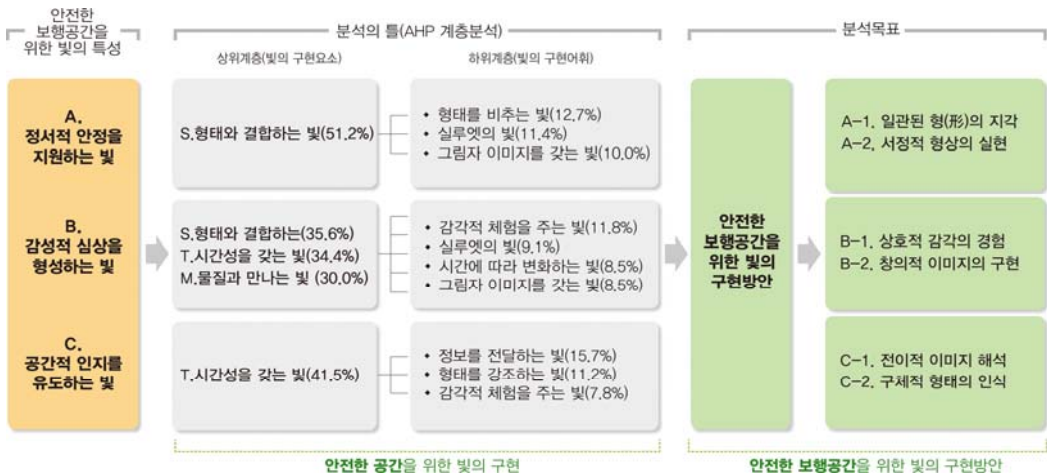 안전한
보행공간을
위한 빛의 특성
분석의 틀(AHP 계층분석)
상위계층(빛의 구현요소)
하위계층(빛의 구현어휘)
분석목표
A.
정서적 안정을
지원하는 빛
S.형태와 결합하는 빛(51.2%)
형태를 비추는 빛(12.7%)
실루엣의 빛(11.4%)
그림자 이미지를 갖는 빛(10.0%)
A-1. 일관된 형(形)의 지각
A-2. 서정적 형상의 실현
B.
감성적 심상을
형성하는 빛
S.형태와 결합하는(35.6%)
T.시간성을 갖는 빛(34.4%)
M.물질과 만나는 빛 (30.0%)
감각적 체험을 주는 빛(11.8%)
실루엣의 빛(9.1%)
시간에 따라 변화하는 빛(8.5%)
그림자 이미지를 갖는 빛(8.5%)
안전한
보행공간을
위한 빛의
구현방안
B-1. 상호적 감각의 경험
B-2. 창의적 이미지의 구현
C.
공간적 인지를
유도하는 빛
T.시간성을 갖는 빛(41.5%)
정보를 전달하는 빛(15.7%)
형태를 강조하는 빛(11.2%)
감각적 체험을 주는 빛(7.8%)
C-1. 전이적 이미지 해석
C-2. 구체적 형태의 인식
안전한 공간을 위한 빛의 구현
안전한 보행공간을 위한 빛의 구현방안